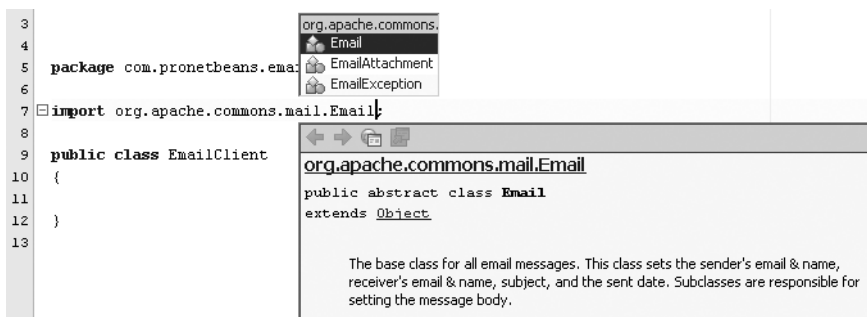 3
4
5 package com.pronetbeans.ema
6
7 import org.apache.commons.mail.Email;
8
9 public class EmailClient
10 {
11
12 }
13
org.apache.commons.
Email
EmailAttachment
EmailException
org.apache.commons.mail.Email
public abstract class Email
extends Object
The base class for all email messages. This class sets the sender's email & name,
receiver's email & name, subject, and the sent date. Subclasses are responsible for
setting the message body.